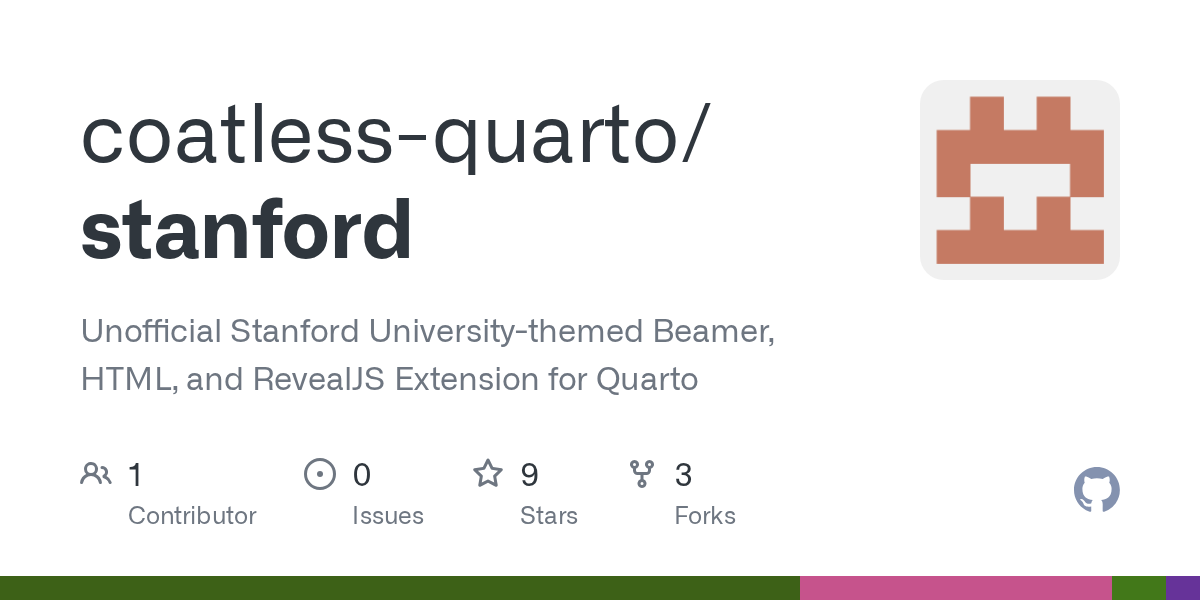 coatless-quarto/
stanford
Unofficial Stanford University-themed Beamer,
HTML, and RevealJS Extension for Quarto
1 0 9 3
Contributor Issues Stars Forks